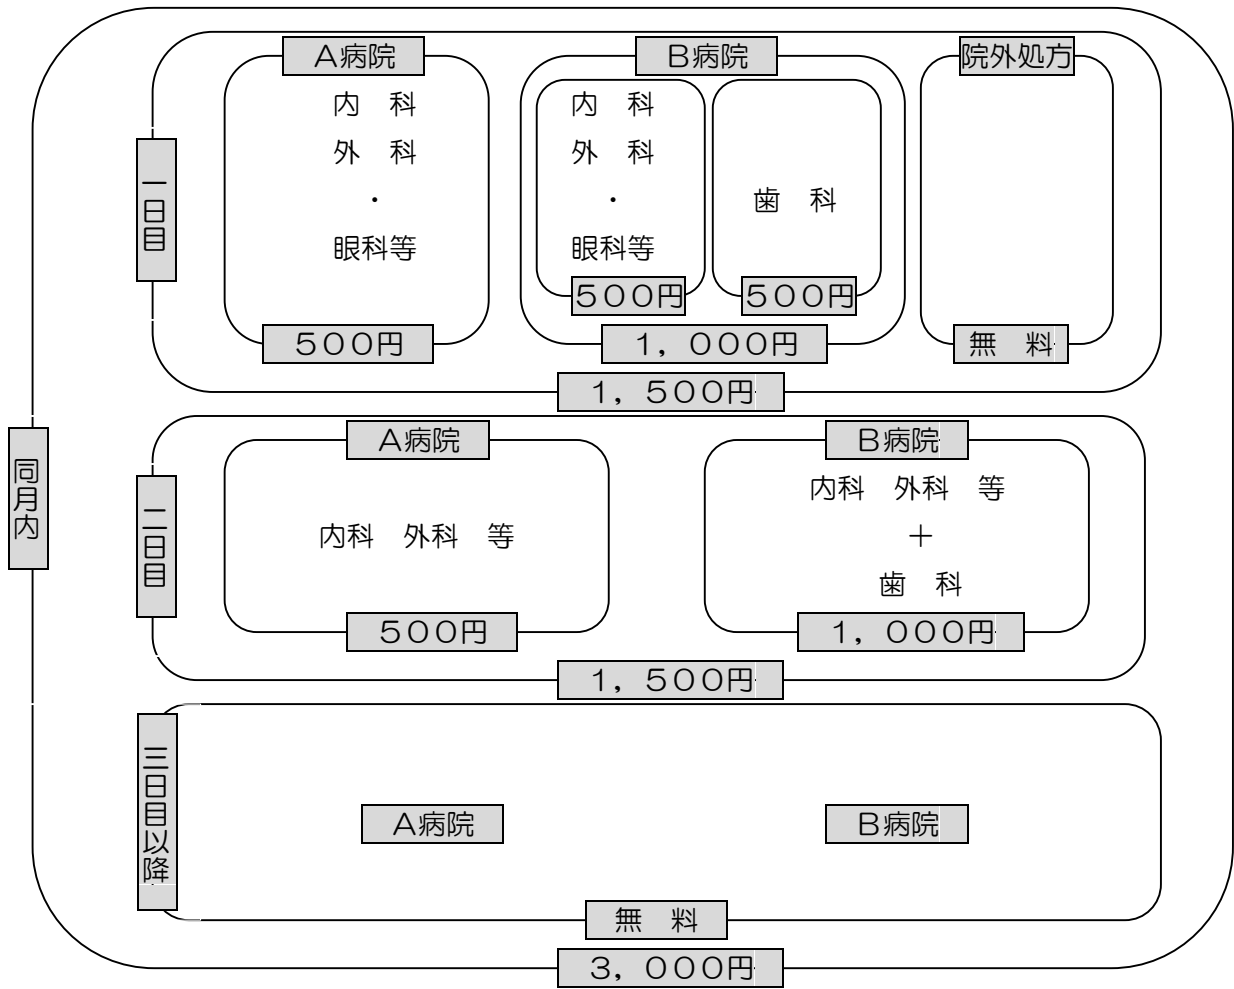 同月内
一日目
Ａ病院
内　科
外　科
・
眼科等
５００円
Ｂ病院
内　科
外　科
・
眼科等
５００円
歯　科
５００円
１，０００円
院外処方
無　料
１，５００円
二日目
Ａ病院
内科　外科　等
５００円
Ｂ病院
内科　外科　等
＋
歯　科
１，０００円
１，５００円
三日目以降
Ａ病院
Ｂ病院
無　料
３，０００円